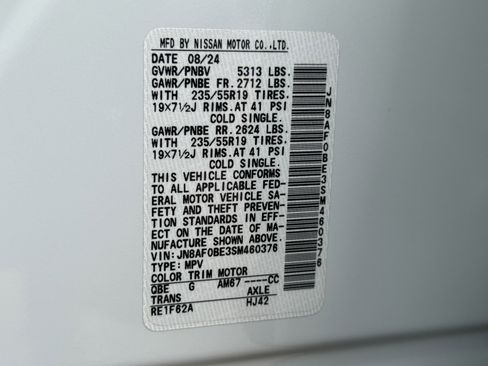 MFD BY NISSAN MOTOR CO.,LTD.
DATE 08/24
GVWR/PNBV 5313 LBS.
GAWR/PNBE FR. 2712 LBS.
WITH 235/55R19 TIRES.
19X7½J RIMS. AT 41 PSI
COLD SINGLE.
GAWR/PNBE RR. 2624 LBS.
WITH 235/55R19 TIRES.
19X7½J RIMS. AT 41 PSI
COLD SINGLE.
THIS VEHICLE CONFORMS
TO ALL APPLICABLE FED-
ERAL MOTOR VEHICLE SA-
FETY AND THEFT PREVEN-
TION STANDARDS IN EFF-
ECT ON THE DATE OF MA-
NUFACTURE SHOWN ABOVE.
VIN: JN8AF0BE3SM460376
TYPE: MPV
COLOR TRIM MOTOR
QBE G AM67 ----CC
TRANS AXLE
RE1F62A HJ42
JN8AF0BE3SM460376